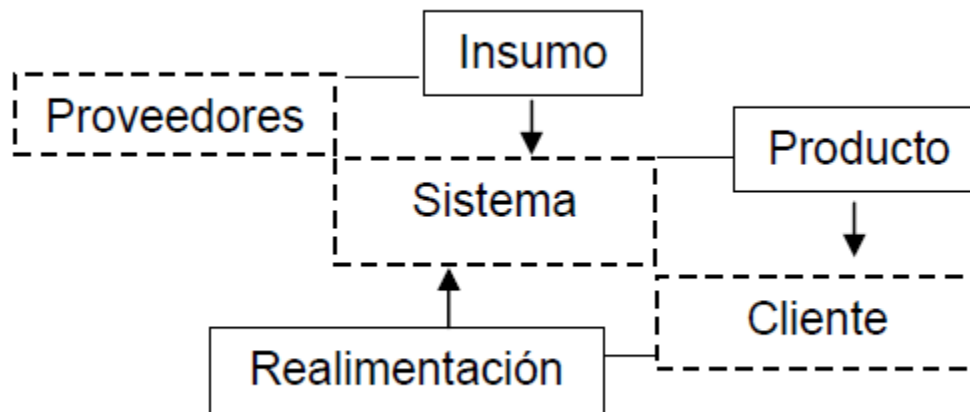 Insumo
Proveedores
Producto
Sistema
Cliente
Realimentación